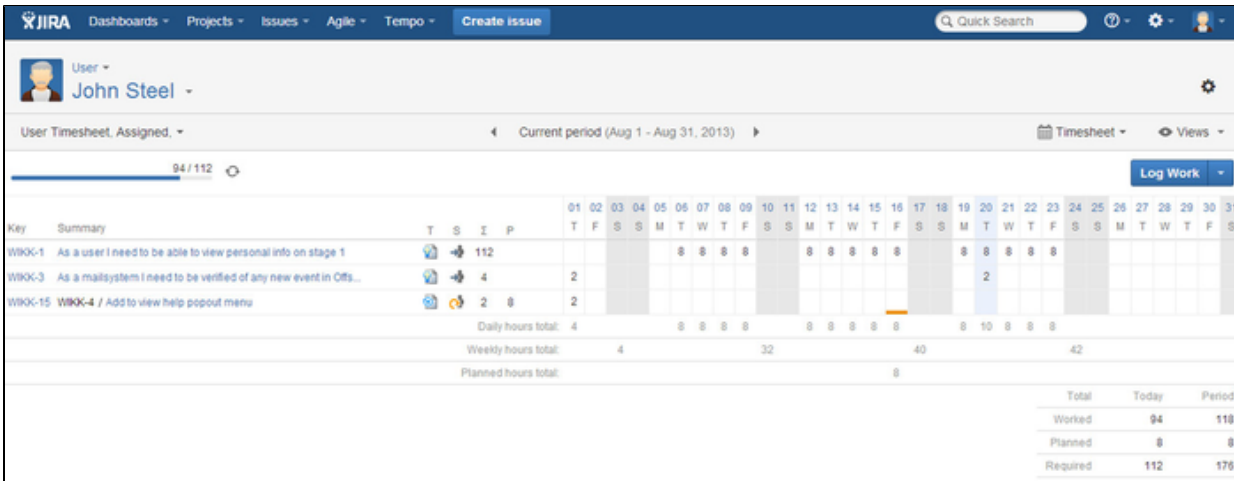 JIRA Dashboards Projects Issues Agile Tempo Create issue Quick Search
User
John Steel
User Timesheet, Assigned, Current period (Aug 1 - Aug 31, 2013) Timesheet Views
94/112 Log Work
01 02 03 04 05 06 07 08 09 10 11 12 13 14 15 16 17 18 19 20 21 22 23 24 25 26 27 28 29 30 31
Key Summary T S Σ P T F S S M T W T F S S M T W T F S S M T W T F S S M T W T F S
WIKK-1 As a user I need to be able to view personal info on stage 1 112 8 8 8 8 8 8 8 8 8 8 8 8 8 8
WIKK-3 As a mailsystem I need to be verified of any new event in Offs... 4 2 2
WIKK-15 WIKK-4 / Add to view help popout menu 2 8 2
Daily hours total: 4 8 8 8 8 8 8 8 8 8 8 10 8 8 8
Weekly hours total: 4 32 40 42
Planned hours total: 8
Total Today Period
Worked 94 118
Planned 8 8
Required 112 176